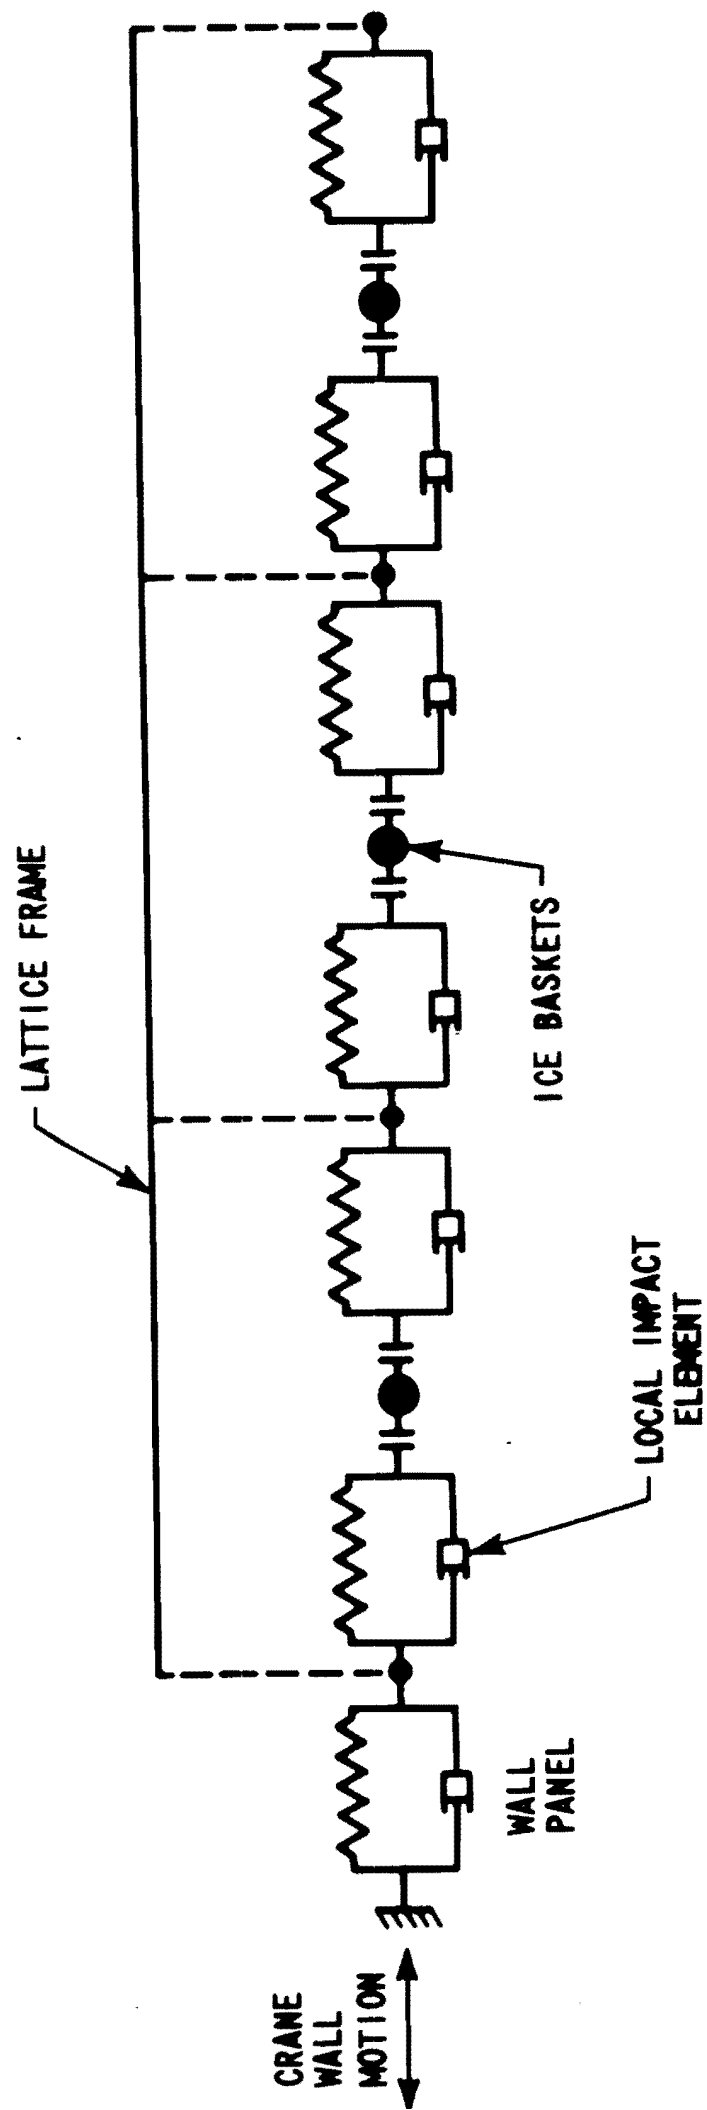 LATTICE FRAME
ICE BASKETS
LOCAL IMPACT
ELEMENT
WALL
PANEL
CRANE
WALL
MOTION